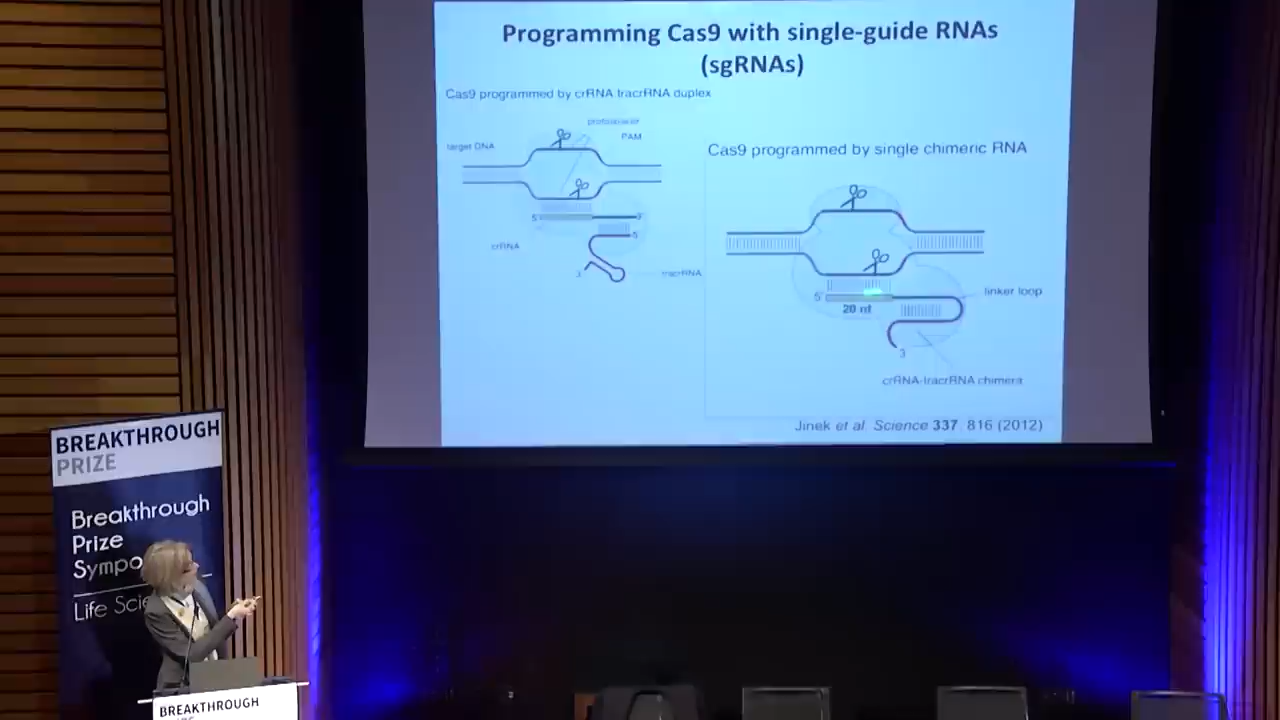 Programming Cas9 with single-guide RNAs
(sgRNAs)
Cas9 programmed by crRNA tracrRNA duplex
protospacer
PAM
target DNA
5'
3'
5'
crRNA
3'
tracrRNA
Cas9 programmed by single chimeric RNA
linker loop
5'
20 nt
3'
crRNA-tracrRNA chimera
Jinek et al. Science 337, 816 (2012)
BREAKTHROUGH
PRIZE
Breakthrough
Prize
Sympo
Life Scie
BREAKTHROUGH